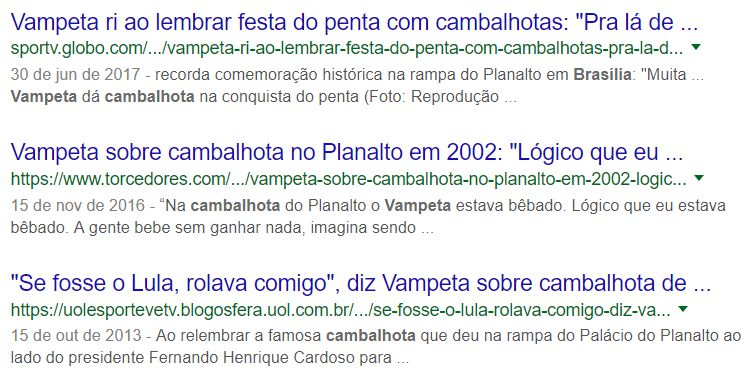 Vampeta ri ao lembrar festa do penta com cambalhotas: "Pra lá de ...
sportv.globo.com/.../vampeta-ri-ao-lembrar-festa-do-penta-com-cambalhotas-pra-la-d...
30 de jun de 2017 - recorda comemoração histórica na rampa do Planalto em Brasília: "Muita ...
Vampeta dá cambalhota na conquista do penta (Foto: Reprodução ...
Vampeta sobre cambalhota no Planalto em 2002: "Lógico que eu ...
https://www.torcedores.com/.../vampeta-sobre-cambalhota-no-planalto-em-2002-logic...
15 de nov de 2016 - “Na cambalhota do Planalto o Vampeta estava bêbado. Lógico que eu estava
bêbado. A gente bebe sem ganhar nada, imagina sendo ...
"Se fosse o Lula, rolava comigo", diz Vampeta sobre cambalhota de ...
https://uolesportevetv.blogosfera.uol.com.br/.../se-fosse-o-lula-rolava-comigo-diz-va...
15 de out de 2013 - Ao relembrar a famosa cambalhota que deu na rampa do Palácio do Planalto ao
lado do presidente Fernando Henrique Cardoso para ...